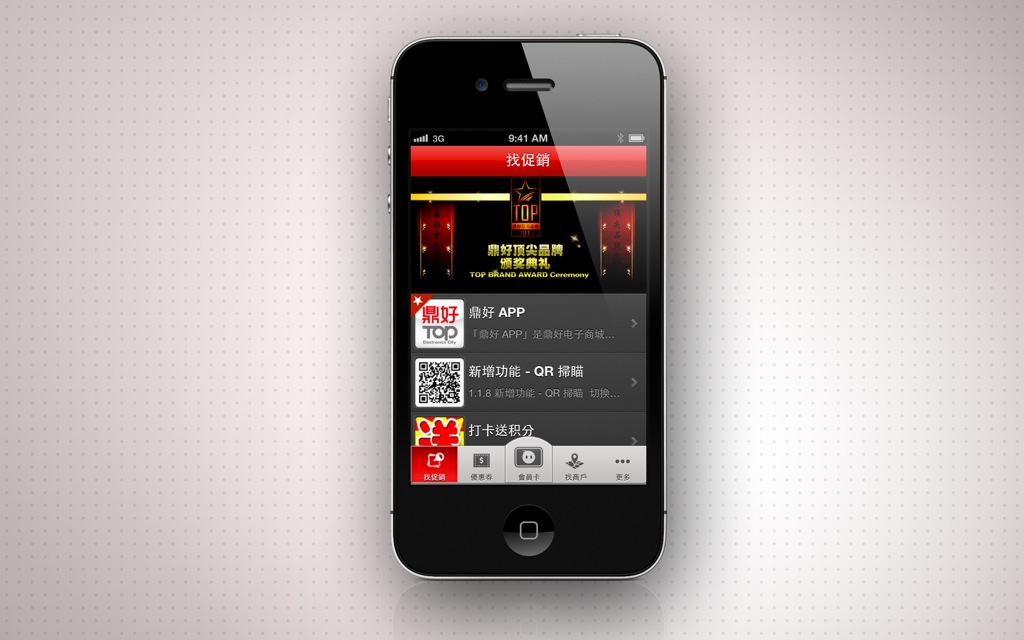 3G
9:41 AM
找促銷
TOP
鼎好顶尖品牌
颁奖典礼
TOP BRAND AWARD Ceremony
鼎好
TOP
Electronics City
鼎好 APP
「鼎好 APP」是鼎好电子商城...
新增功能 - QR 掃瞄
1.1.8 新增功能 - QR 掃瞄 切換...
送
打卡送积分
找促銷
優惠券
會員卡
找商戶
更多